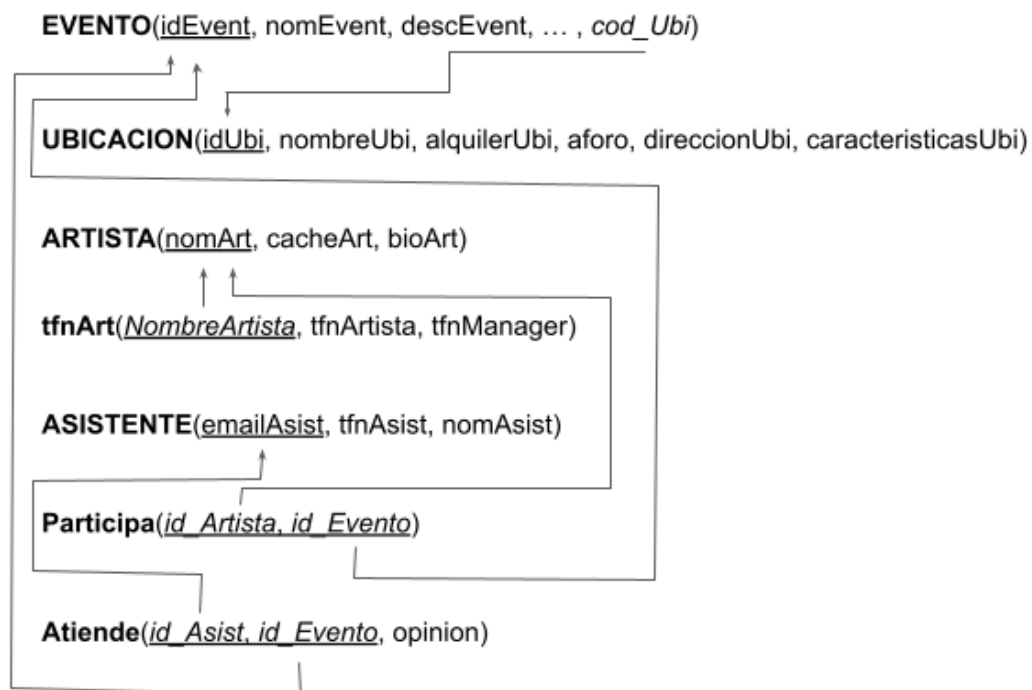 EVENTO(idEvent, nomEvent, descEvent, … , cod_Ubi)
UBICACION(idUbi, nombreUbi, alquilerUbi, aforo, direccionUbi, caracteristicasUbi)
ARTISTA(nomArt, cacheArt, bioArt)
tfnArt(NombreArtista, tfnArtista, tfnManager)
ASISTENTE(emailAsist, tfnAsist, nomAsist)
Participa(id_Artista, id_Evento)
Atiende(id_Asist, id_Evento, opinion)